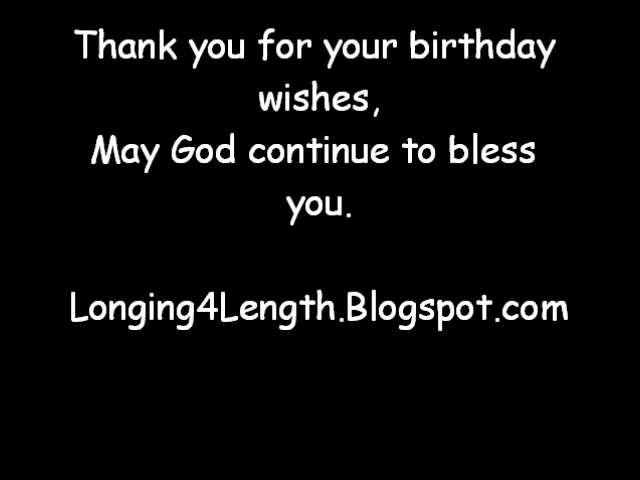 Thank you for your birthday
wishes,
May God continue to bless
you.
Longing4Length.Blogspot.com